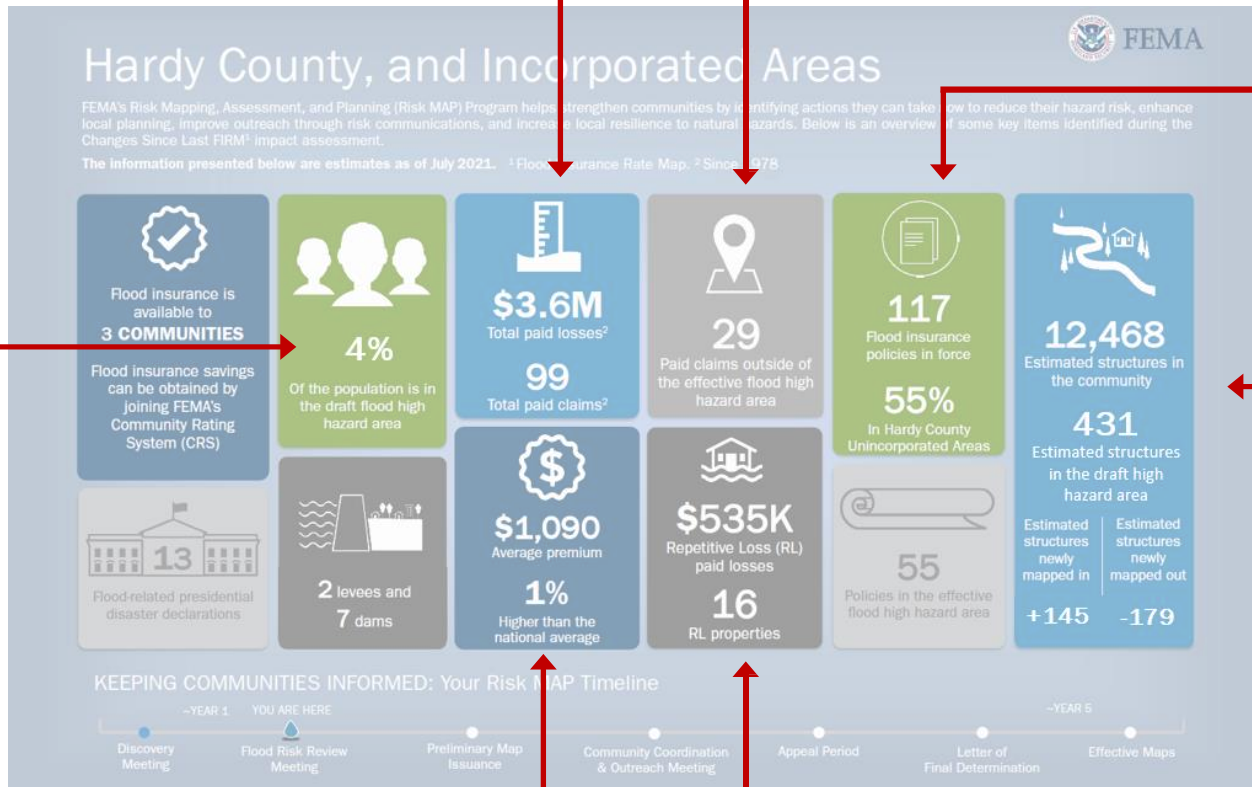 FEMA
Hardy County, and Incorporated Areas
FEMA's Risk Mapping, Assessment, and Planning (Risk MAP) Program helps strengthen communities by identifying actions they can take now to reduce their hazard risk, enhance
local planning, improve outreach through risk communications, and increase local resilience to natural hazards. Below is an overview of some key items identified during the
Changes Since Last FIRM¹ impact assessment.
The information presented below are estimates as of July 2021. ¹ Flood Insurance Rate Map. ² Since 1978
Flood insurance is
available to
3 COMMUNITIES
Flood insurance savings
can be obtained by
joining FEMA's
Community Rating
System (CRS)
13
Flood-related presidential
disaster declarations
4%
Of the population is in
the draft flood high
hazard area
2 levees and
7 dams
$3.6M
Total paid losses²
99
Total paid claims²
$
$1,090
Average premium
1%
Higher than the
national average
29
Paid claims outside of
the effective flood high
hazard area
$535K
Repetitive Loss (RL)
paid losses
16
RL properties
117
Flood insurance
policies in force
55%
In Hardy County
Unincorporated Areas
55
Policies in the effective
flood high hazard area
12,468
Estimated structures in
the community
431
Estimated structures
in the draft high
hazard area
Estimated
structures
newly
mapped in
+145
Estimated
structures
newly
mapped out
-179
KEEPING COMMUNITIES INFORMED: Your Risk MAP Timeline
~YEAR 1
YOU ARE HERE
~YEAR 5
Discovery
Meeting
Flood Risk Review
Meeting
Preliminary Map
Issuance
Community Coordination
& Outreach Meeting
Appeal Period
Letter of
Final Determination
Effective Maps